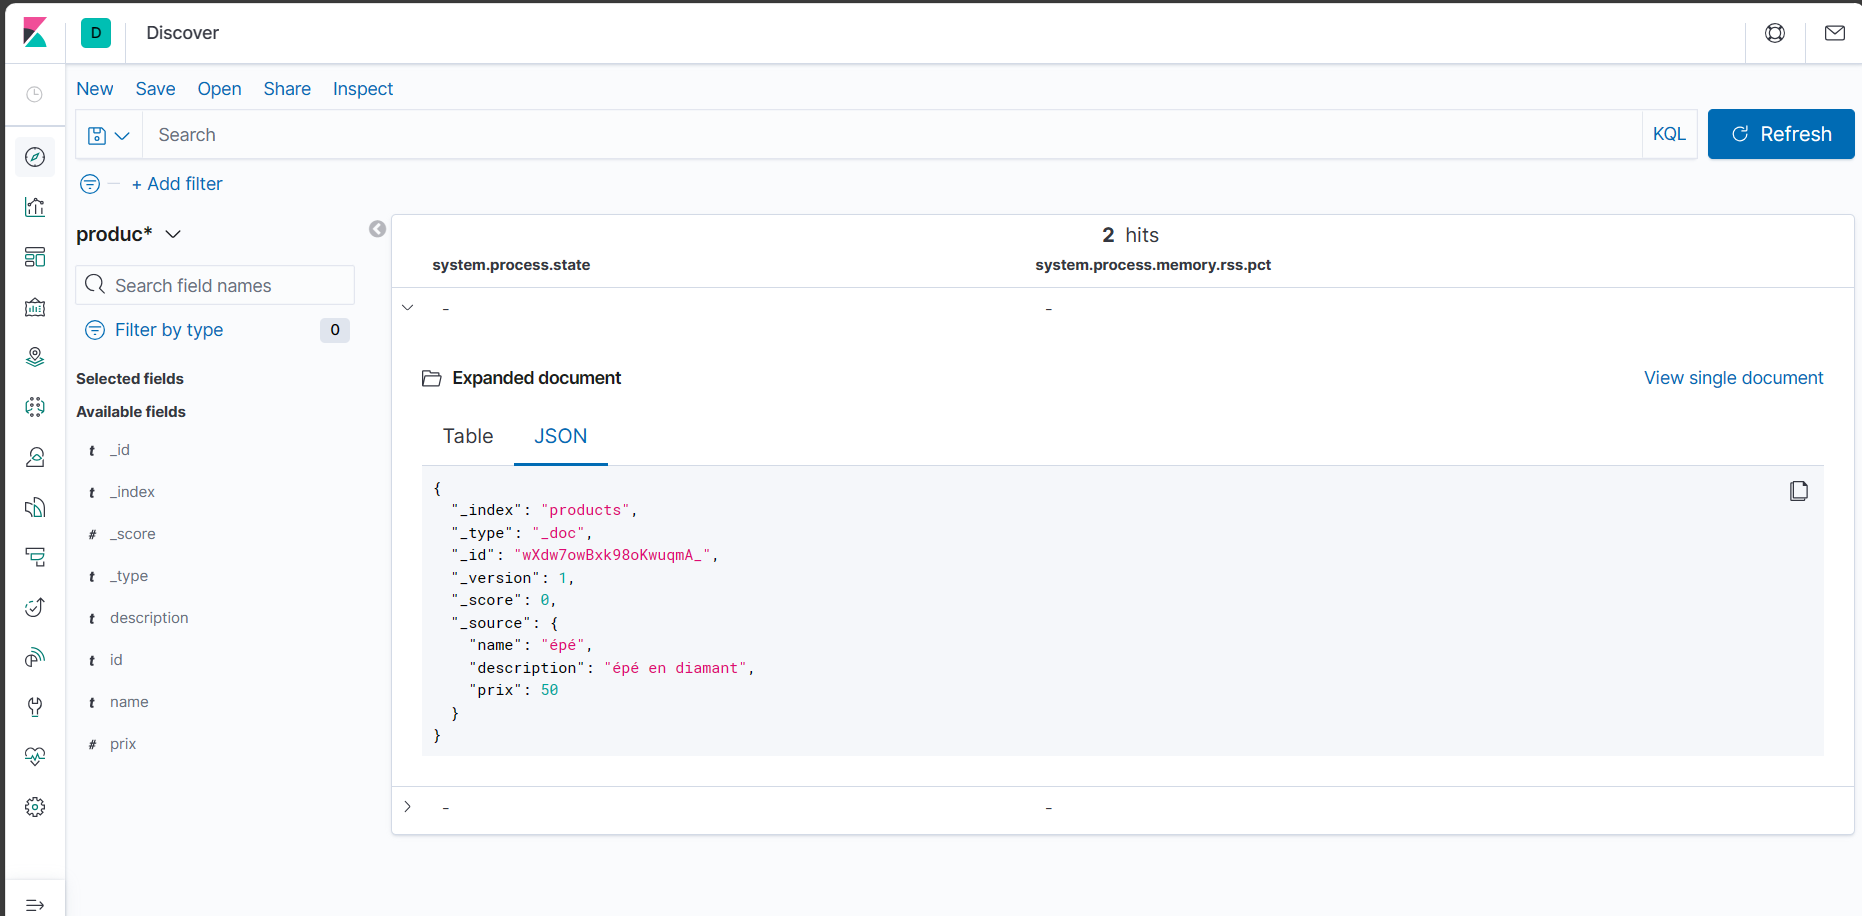 D Discover
New Save Open Share Inspect
Search KQL Refresh
+ Add filter
produc*
2 hits
system.process.state system.process.memory.rss.pct
Search field names
- -
Filter by type 0
Expanded document View single document
Selected fields
Available fields
Table JSON
t _id
t _index
# _score
t _type
t description
t id
t name
# prix
{
"_index": "products",
"_type": "_doc",
"_id": "wXdw7owBxk98oKwuqmA_",
"_version": 1,
"_score": 0,
"_source": {
"name": "épé",
"description": "épé en diamant",
"prix": 50
}
}
- -